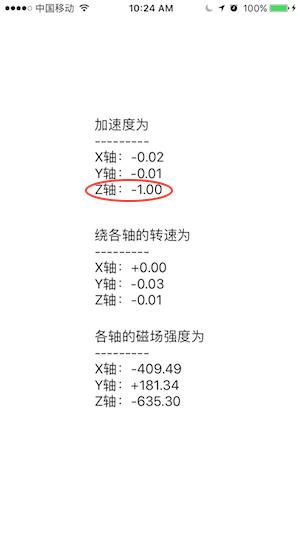 中国移动 10:24 AM 100%
加速度为
---------
X轴：-0.02
Y轴：-0.01
Z轴：-1.00
绕各轴的转速为
---------
X轴：+0.00
Y轴：-0.03
Z轴：-0.01
各轴的磁场强度为
---------
X轴：-409.49
Y轴：+181.34
Z轴：-635.30